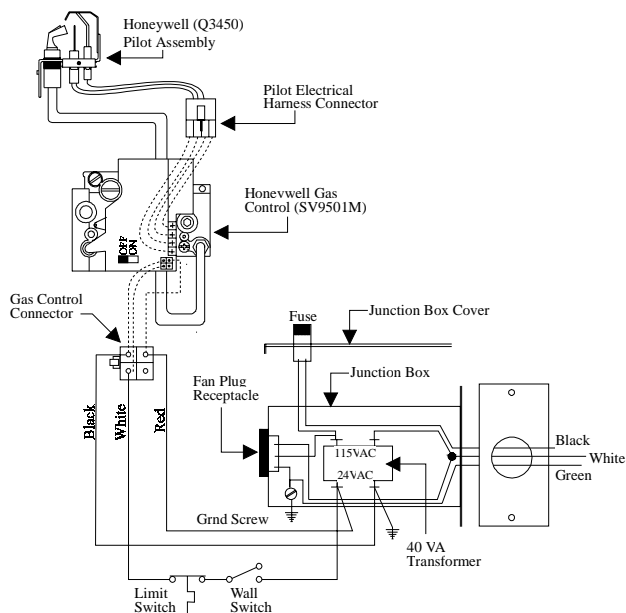 Honeywell (Q3450)
Pilot Assembly
Pilot Electrical
Harness Connector
Honevwell Gas
Control (SV9501M)
OFF
ON
Gas Control
Connector
Fuse
Junction Box Cover
Fan Plug
Receptacle
Junction Box
Black
White
Red
115VAC
24VAC
Black
White
Green
Grnd Screw
40 VA
Transformer
Limit
Switch
Wall
Switch